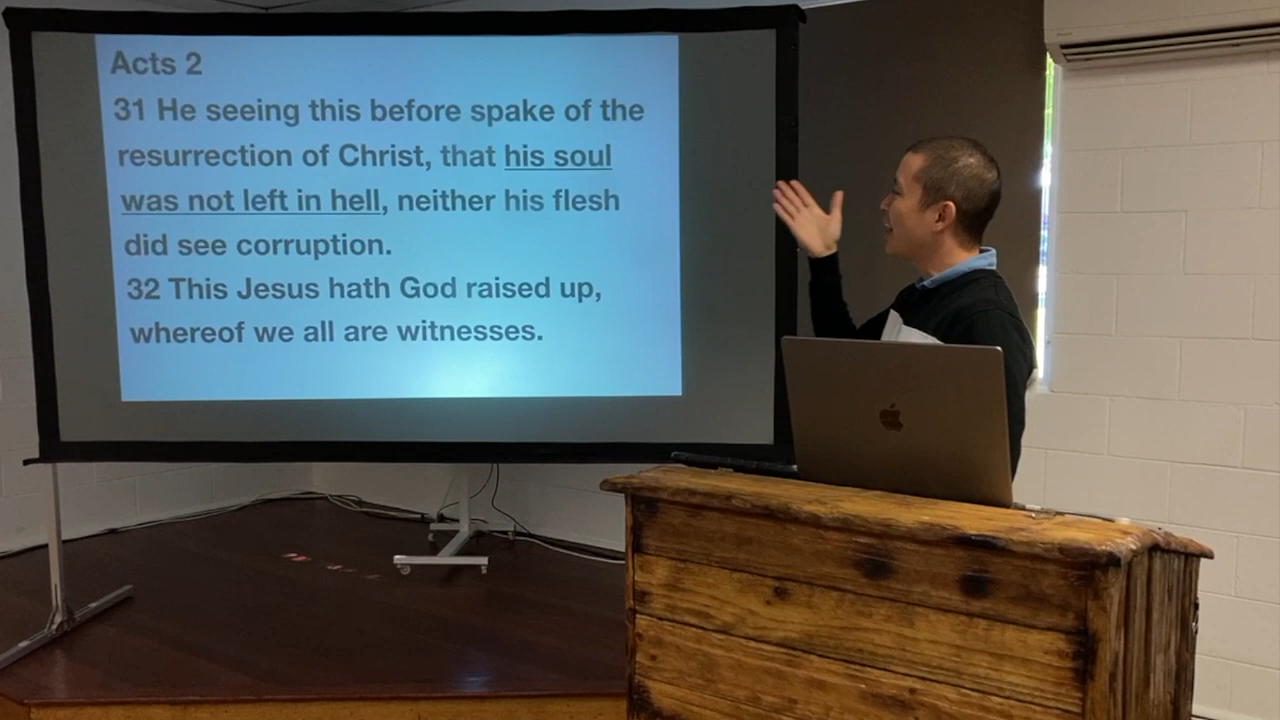 Acts 2
31 He seeing this before spake of the
resurrection of Christ, that his soul
was not left in hell, neither his flesh
did see corruption.
32 This Jesus hath God raised up,
whereof we all are witnesses.